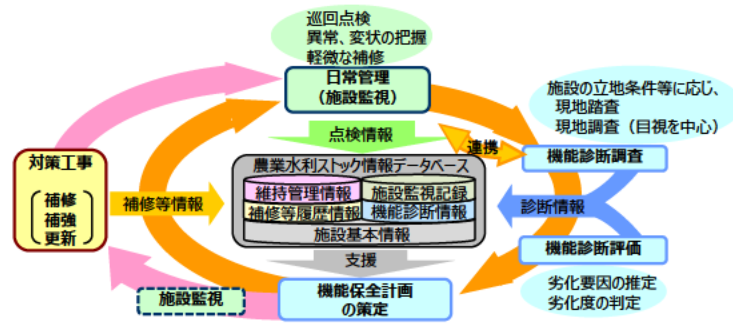 巡回点検
異常、変状の把握
軽微な補修
日常管理
（施設監視）
施設の立地条件等に応じ、
現地踏査
現地調査（目視を中心）
点検情報
連携
機能診断調査
対策工事
補修
補強
更新
補修等情報
農業水利ストック情報データベース
維持管理情報
施設監視記録
補修等履歴情報
機能診断情報
施設基本情報
診断情報
機能診断評価
支援
施設監視
機能保全計画
の策定
劣化要因の推定
劣化度の判定